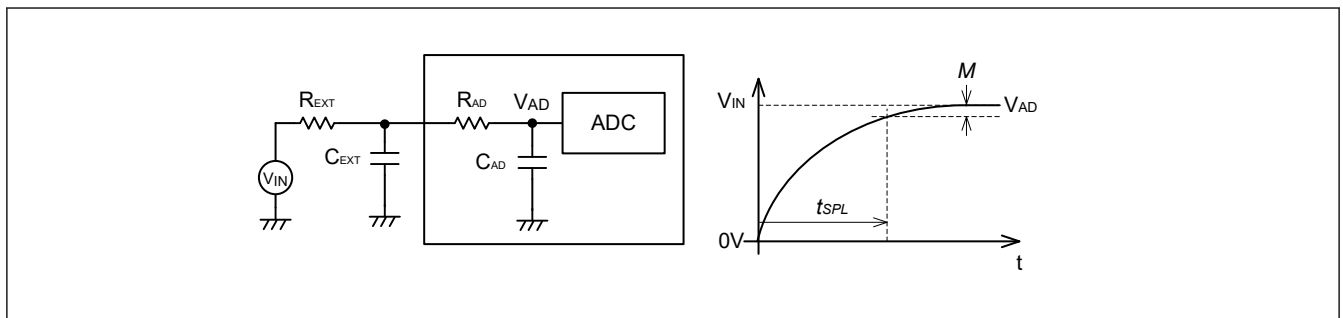 REXT
RAD
VAD
ADC
CEXT
CAD
VIN
M
VIN
VAD
tSPL
0V
t